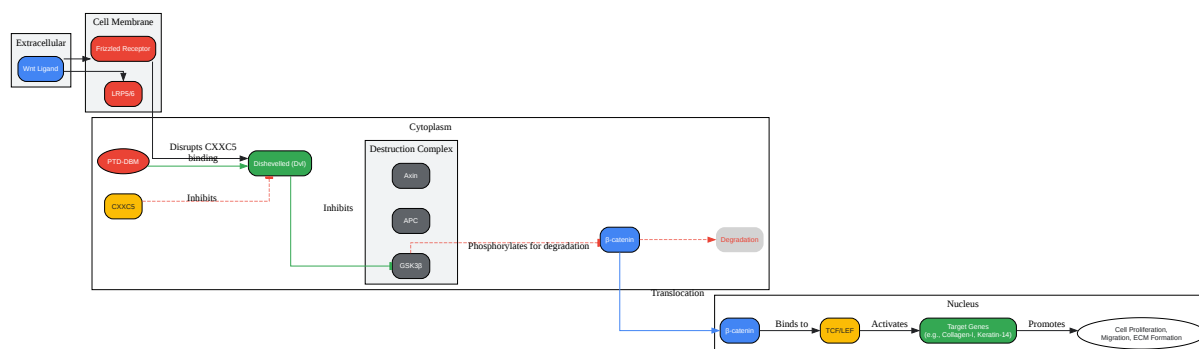 Cell Membrane
Extracellular
Frizzled Receptor
Wnt Ligand
LRP5/6
Cytoplasm
Disrupts CXXC5
binding
Destruction Complex
PTD-DBM
Dishevelled (Dvl)
Axin
CXXC5
Inhibits
Inhibits
APC
Phosphorylates for degradation
β-catenin
Degradation
GSK3β
Translocation
Nucleus
β-catenin
Binds to
TCF/LEF
Activates
Target Genes
(e.g., Collagen-I, Keratin-14)
Promotes
Cell Proliferation,
Migration, ECM Formation